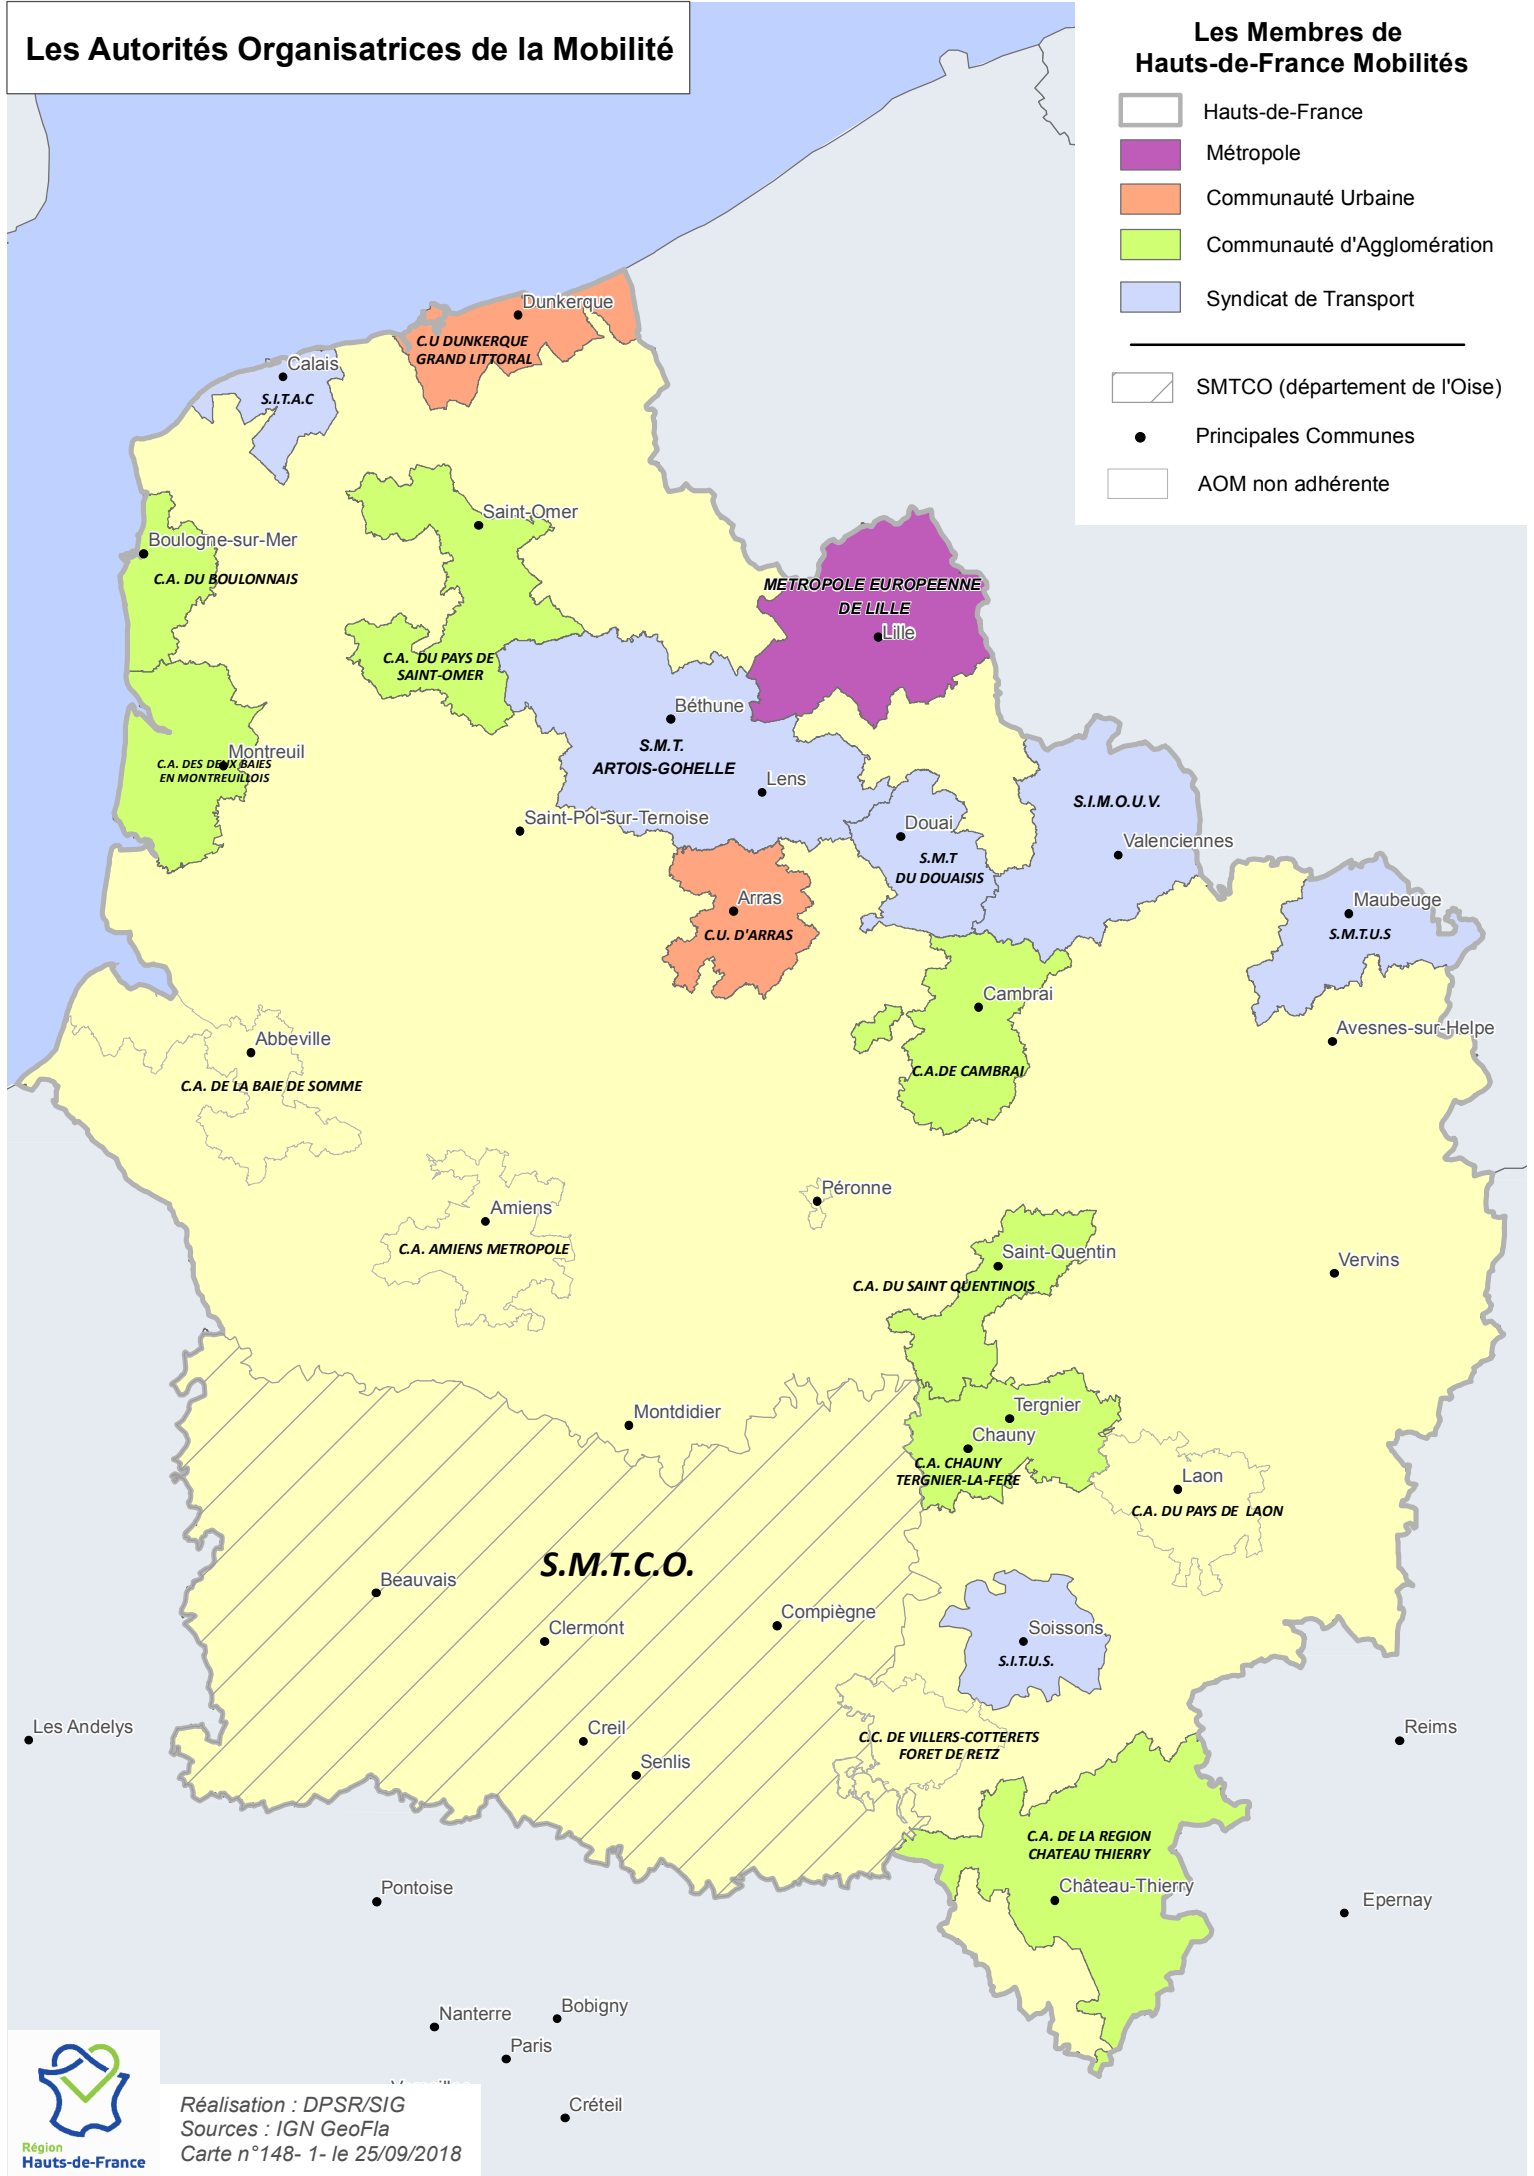 Les Autorités Organisatrices de la Mobilité
Les Membres de
Hauts-de-France Mobilités
Hauts-de-France
Métropole
Communauté Urbaine
Communauté d'Agglomération
Syndicat de Transport
SMTCO (département de l'Oise)
Principales Communes
AOM non adhérente
Dunkerque
C.U DUNKERQUE
GRAND LITTORAL
Calais
S.I.T.A.C
Saint-Omer
Boulogne-sur-Mer
C.A. DU BOULONNAIS
METROPOLE EUROPEENNE
DE LILLE
Lille
C.A. DU PAYS DE
SAINT-OMER
Béthune
S.M.T.
ARTOIS-GOHELLE
Montreuil
C.A. DES DEUX BAIES
EN MONTREUILLOIS
Lens
S.I.M.O.U.V.
Saint-Pol-sur-Ternoise
Douai
Valenciennes
S.M.T
DU DOUAISIS
Arras
C.U. D'ARRAS
Maubeuge
S.M.T.U.S
Cambrai
C.A.DE CAMBRAI
Avesnes-sur-Helpe
Abbeville
C.A. DE LA BAIE DE SOMME
Péronne
Amiens
C.A. AMIENS METROPOLE
Saint-Quentin
C.A. DU SAINT QUENTINOIS
Vervins
Montdidier
Tergnier
Chauny
C.A. CHAUNY
TERGNIER-LA-FERE
Laon
C.A. DU PAYS DE LAON
S.M.T.C.O.
Beauvais
Compiègne
Clermont
Soissons
S.I.T.U.S.
Les Andelys
Creil
Senlis
C.C. DE VILLERS-COTTERETS
FORET DE RETZ
Reims
C.A. DE LA REGION
CHATEAU THIERRY
Château-Thierry
Pontoise
Epernay
Nanterre
Bobigny
Paris
Créteil
Région
Hauts-de-France
Réalisation : DPSR/SIG
Sources : IGN GeoFla
Carte n°148- 1- le 25/09/2018